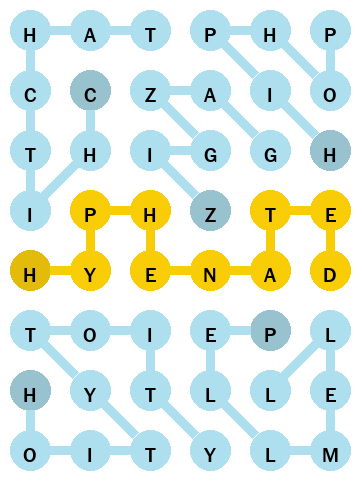 H A T P H P
C C Z A I O
T H I G G H
I P H Z T E
H Y E N A D
T O I E P L
H Y T L L E
O I T Y L M